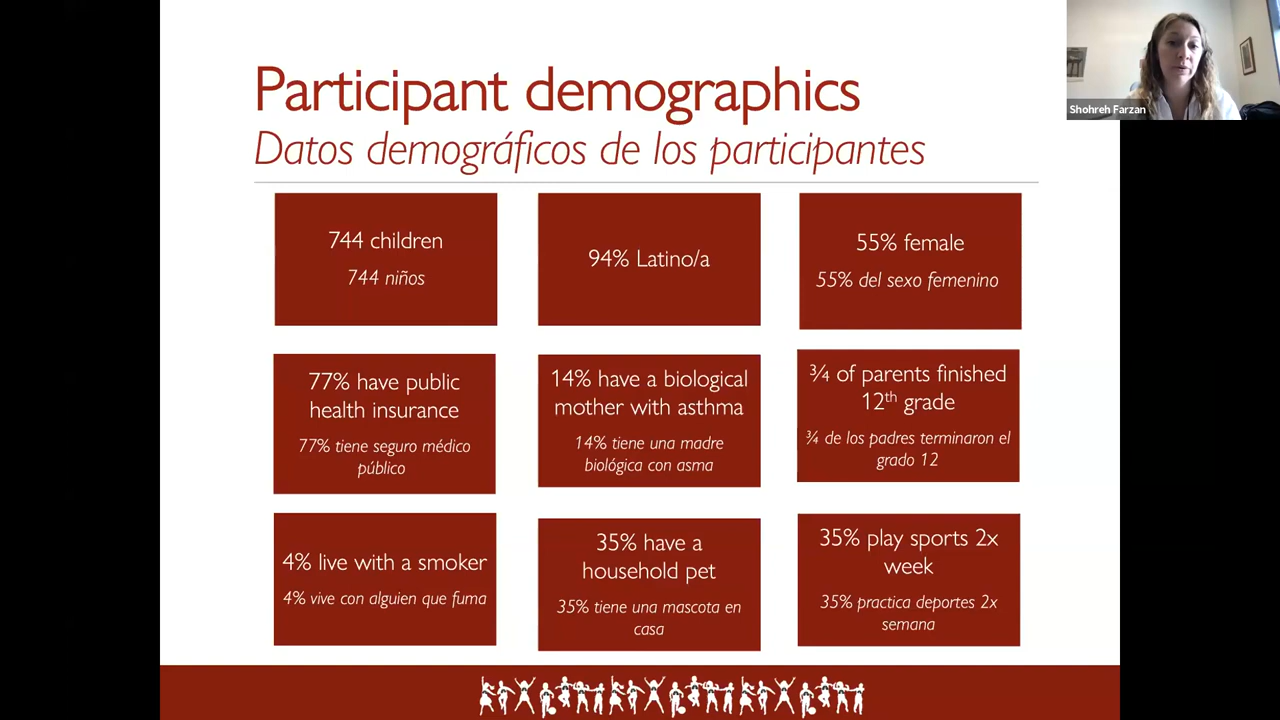 Participant demographics
Datos demográficos de los participantes
Shohreh Farzan
744 children
744 niños
94% Latino/a
55% female
55% del sexo femenino
77% have public
health insurance
77% tiene seguro médico
público
14% have a biological
mother with asthma
14% tiene una madre
biológica con asma
¾ of parents finished
12th grade
¾ de los padres terminaron el
grado 12
4% live with a smoker
4% vive con alguien que fuma
35% have a
household pet
35% tiene una mascota en
casa
35% play sports 2x
week
35% practica deportes 2x
semana